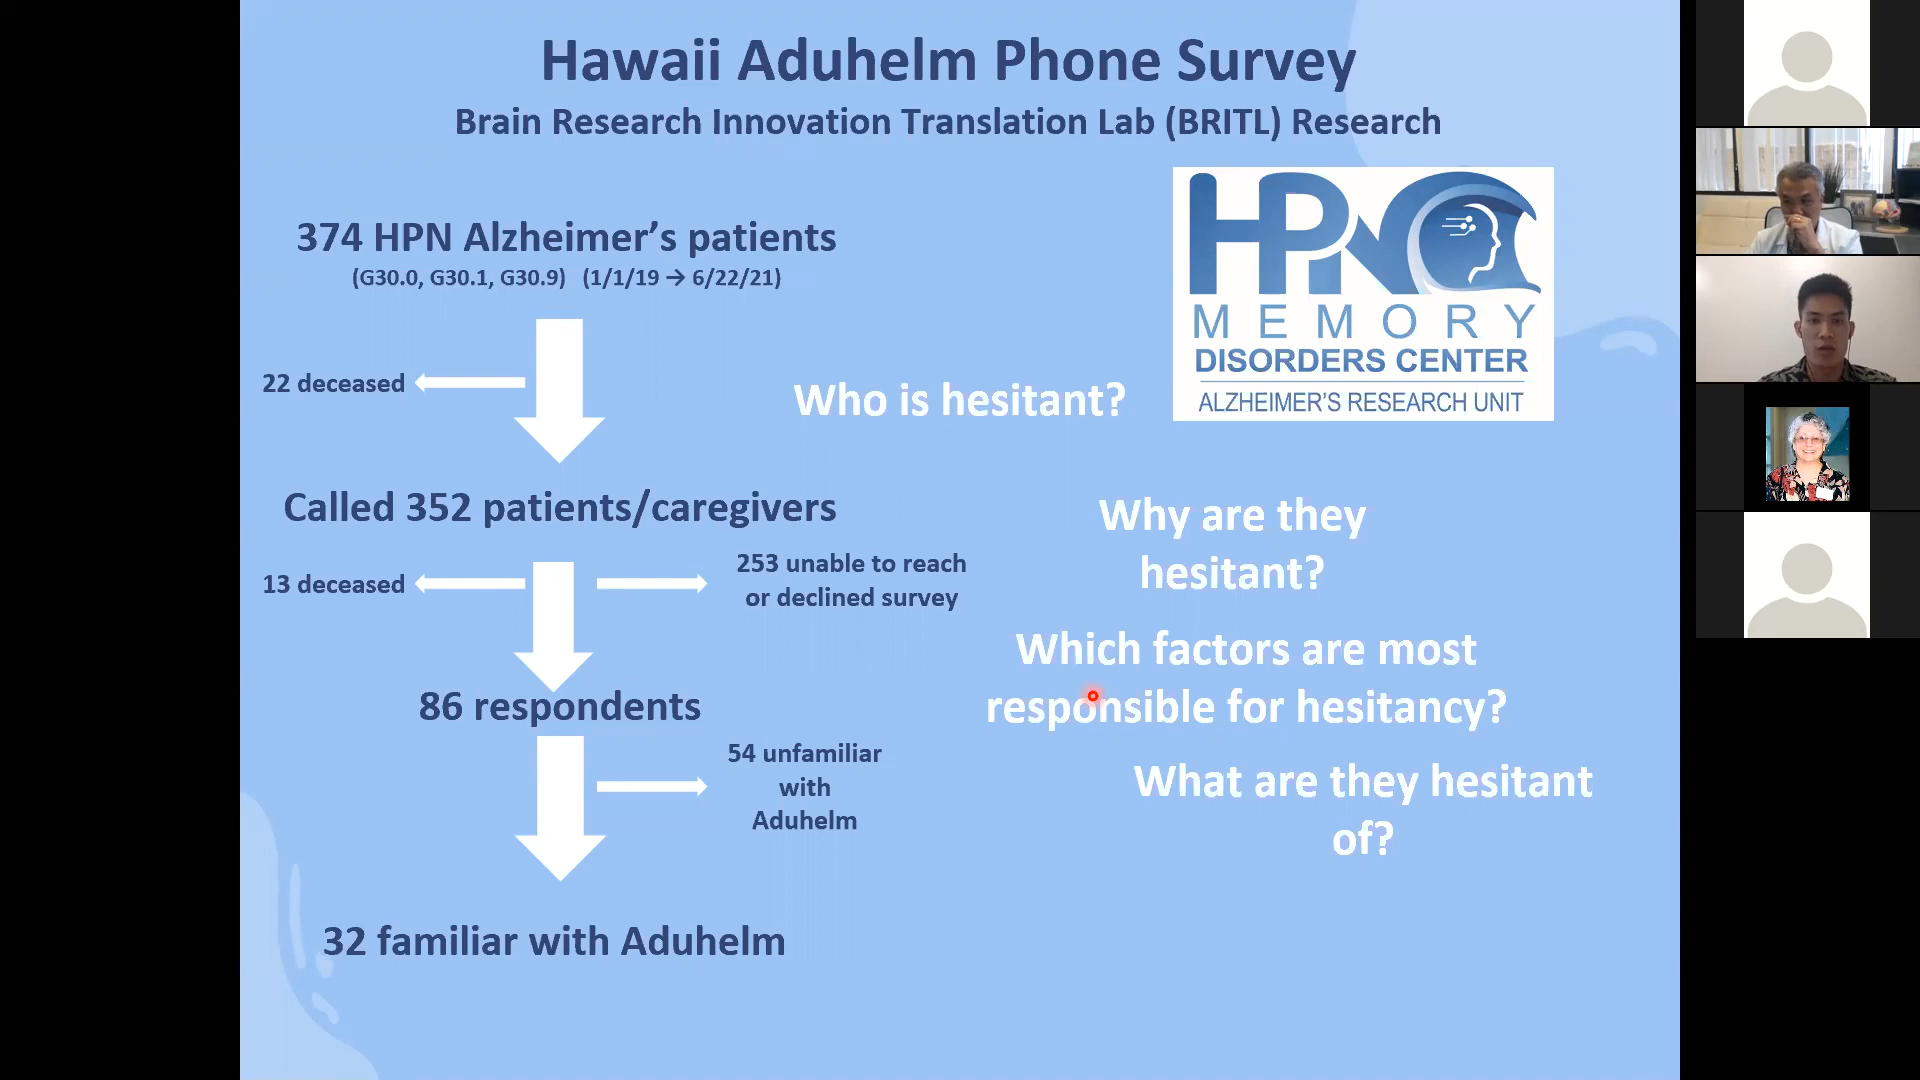 Hawaii Aduhelm Phone Survey
Brain Research Innovation Translation Lab (BRITL) Research
374 HPN Alzheimer's patients
(G30.0, G30.1, G30.9) (1/1/19 → 6/22/21)
22 deceased
Called 352 patients/caregivers
13 deceased
253 unable to reach
or declined survey
86 respondents
54 unfamiliar
with
Aduhelm
32 familiar with Aduhelm
HPN
MEMORY
DISORDERS CENTER
ALZHEIMER'S RESEARCH UNIT
Who is hesitant?
Why are they
hesitant?
Which factors are most
responsible for hesitancy?
What are they hesitant
of?